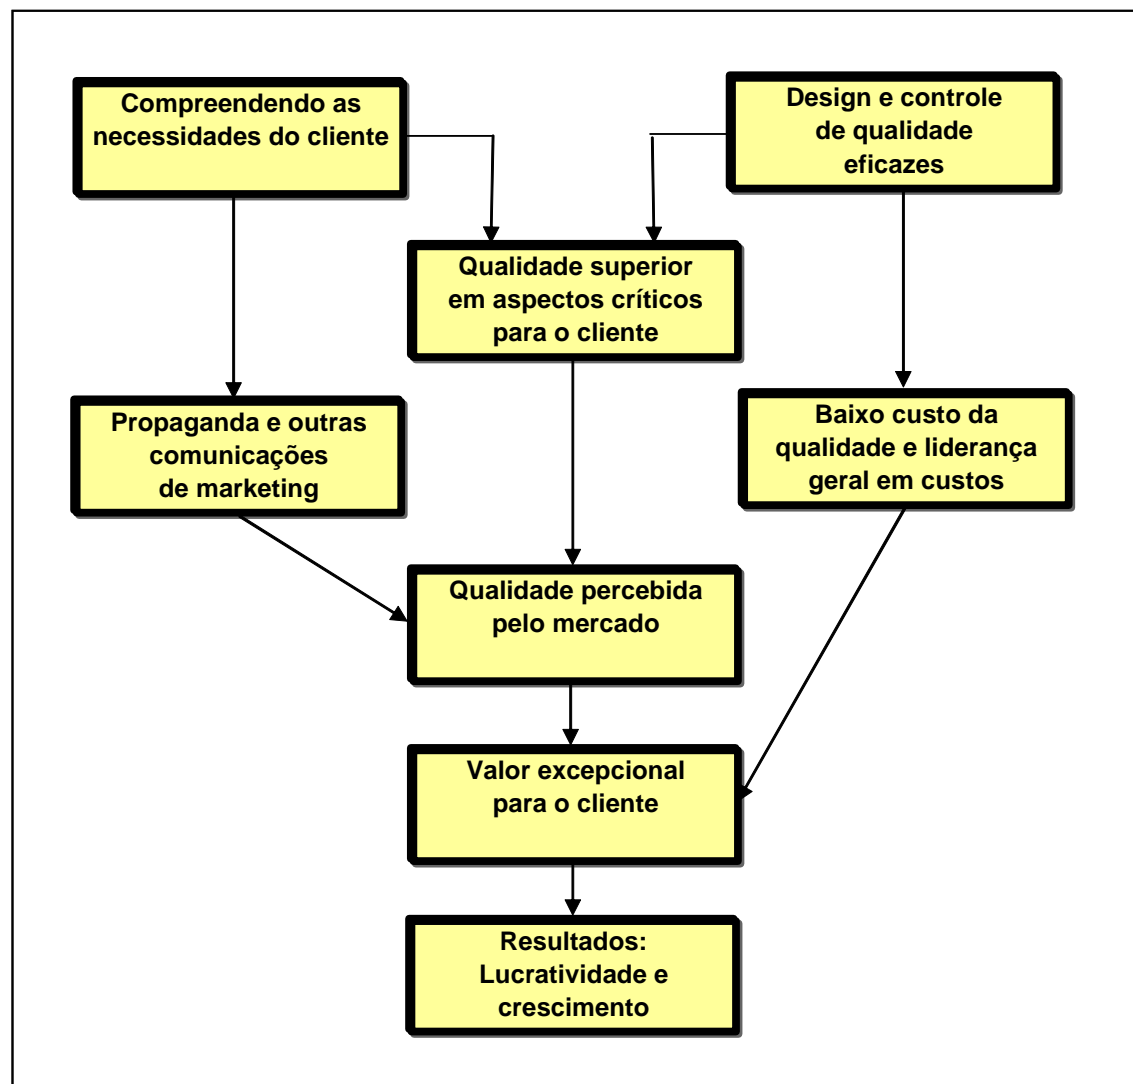 Compreendendo as
necessidades do cliente
Design e controle
de qualidade
eficazes
Qualidade superior
em aspectos críticos
para o cliente
Propaganda e outras
comunicações
de marketing
Baixo custo da
qualidade e liderança
geral em custos
Qualidade percebida
pelo mercado
Valor excepcional
para o cliente
Resultados:
Lucratividade e
crescimento